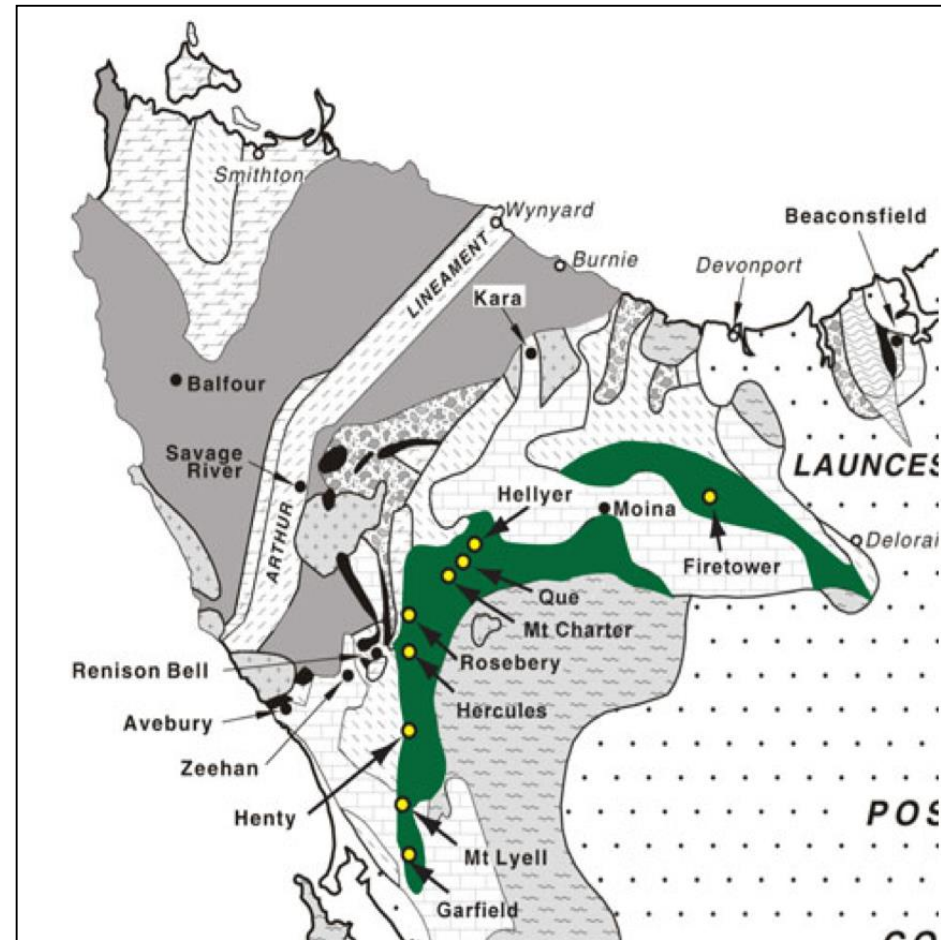 Smithton
Wynyard
Beaconsfield
Burnie
Devonport
LINEAMENT
Kara
Balfour
Savage
River
LAUNCES
Hellyer
Moina
ARTHUR
Delorai
Firetower
Que
Mt Charter
Renison Bell
Rosebery
Hercules
Avebury
Zeehan
POS
Henty
Mt Lyell
Garfield